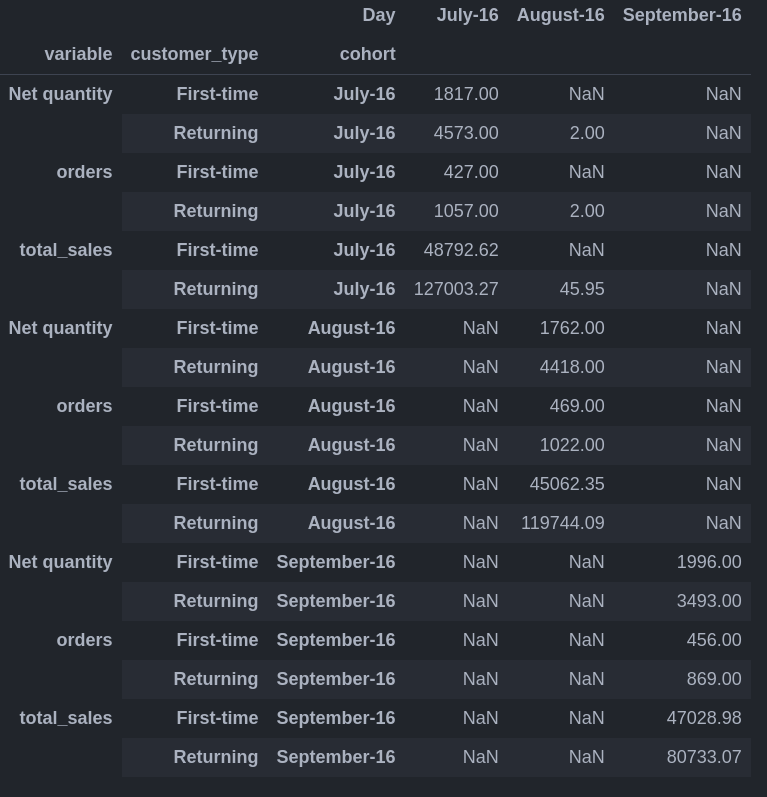 Day July-16 August-16 September-16
variable customer_type cohort
Net quantity First-time July-16 1817.00 NaN NaN
Returning July-16 4573.00 2.00 NaN
orders First-time July-16 427.00 NaN NaN
Returning July-16 1057.00 2.00 NaN
total_sales First-time July-16 48792.62 NaN NaN
Returning July-16 127003.27 45.95 NaN
Net quantity First-time August-16 NaN 1762.00 NaN
Returning August-16 NaN 4418.00 NaN
orders First-time August-16 NaN 469.00 NaN
Returning August-16 NaN 1022.00 NaN
total_sales First-time August-16 NaN 45062.35 NaN
Returning August-16 NaN 119744.09 NaN
Net quantity First-time September-16 NaN NaN 1996.00
Returning September-16 NaN NaN 3493.00
orders First-time September-16 NaN NaN 456.00
Returning September-16 NaN NaN 869.00
total_sales First-time September-16 NaN NaN 47028.98
Returning September-16 NaN NaN 80733.07